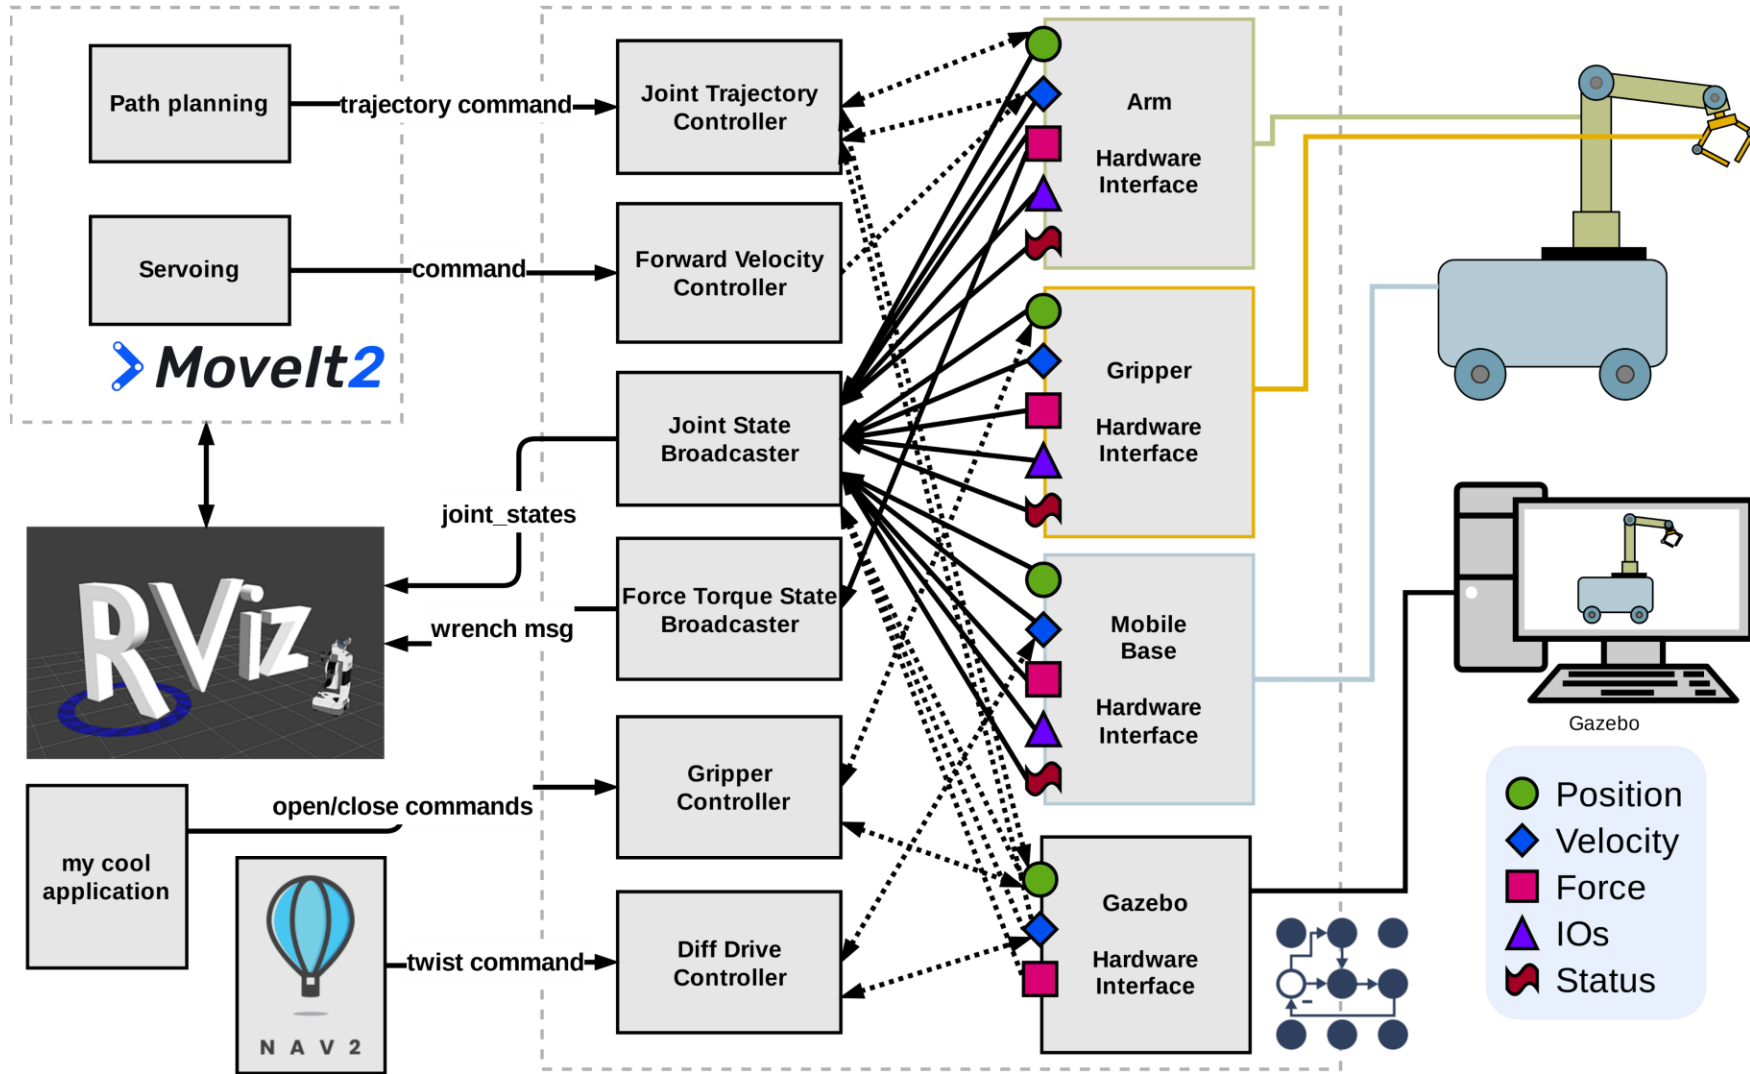 Path planning
trajectory command
Servoing
command
MoveIt2
RViz
my cool
application
open/close commands
NAV2
twist command
joint_states
wrench msg
Joint Trajectory
Controller
Forward Velocity
Controller
Joint State
Broadcaster
Force Torque State
Broadcaster
Gripper
Controller
Diff Drive
Controller
Arm
Hardware
Interface
Gripper
Hardware
Interface
Mobile
Base
Hardware
Interface
Gazebo
Hardware
Interface
Gazebo
Position
Velocity
Force
IOs
Status